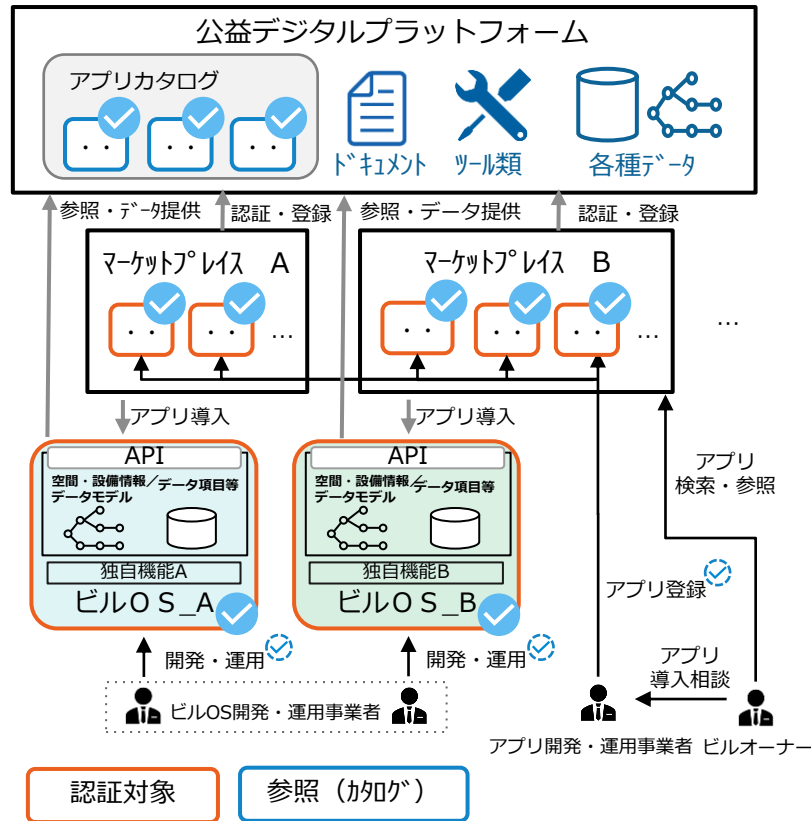 公益デジタルプラットフォーム
アプリカタログ
ﾄﾞｷｭﾒﾝﾄ
ﾂｰﾙ類
各種ﾃﾞｰﾀ
参照・ﾃﾞｰﾀ提供
認証・登録
参照・データ提供
認証・登録
ﾏｰｹｯﾄﾌﾟﾚｲｽ A
ﾏｰｹｯﾄﾌﾟﾚｲｽ B
…
…
…
アプリ導入
アプリ導入
API
空間・設備情報/データ項目等
データモデル
独自機能A
ビルOS_A
API
空間・設備情報/データ項目等
データモデル
独自機能B
ビルOS_B
アプリ
検索・参照
アプリ登録
開発・運用
開発・運用
アプリ
導入相談
ビルOS開発・運用事業者
アプリ開発・運用事業者
ビルオーナー
認証対象
参照（ｶﾀﾛｸﾞ）